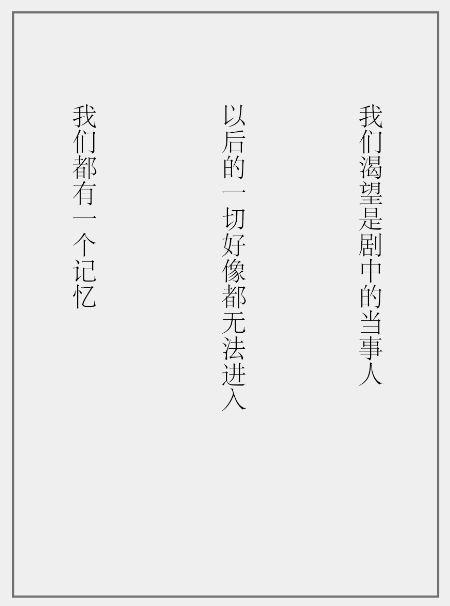 我们渴望是剧中的当事人
以后的一切好像都无法进入
我们都有一个记忆